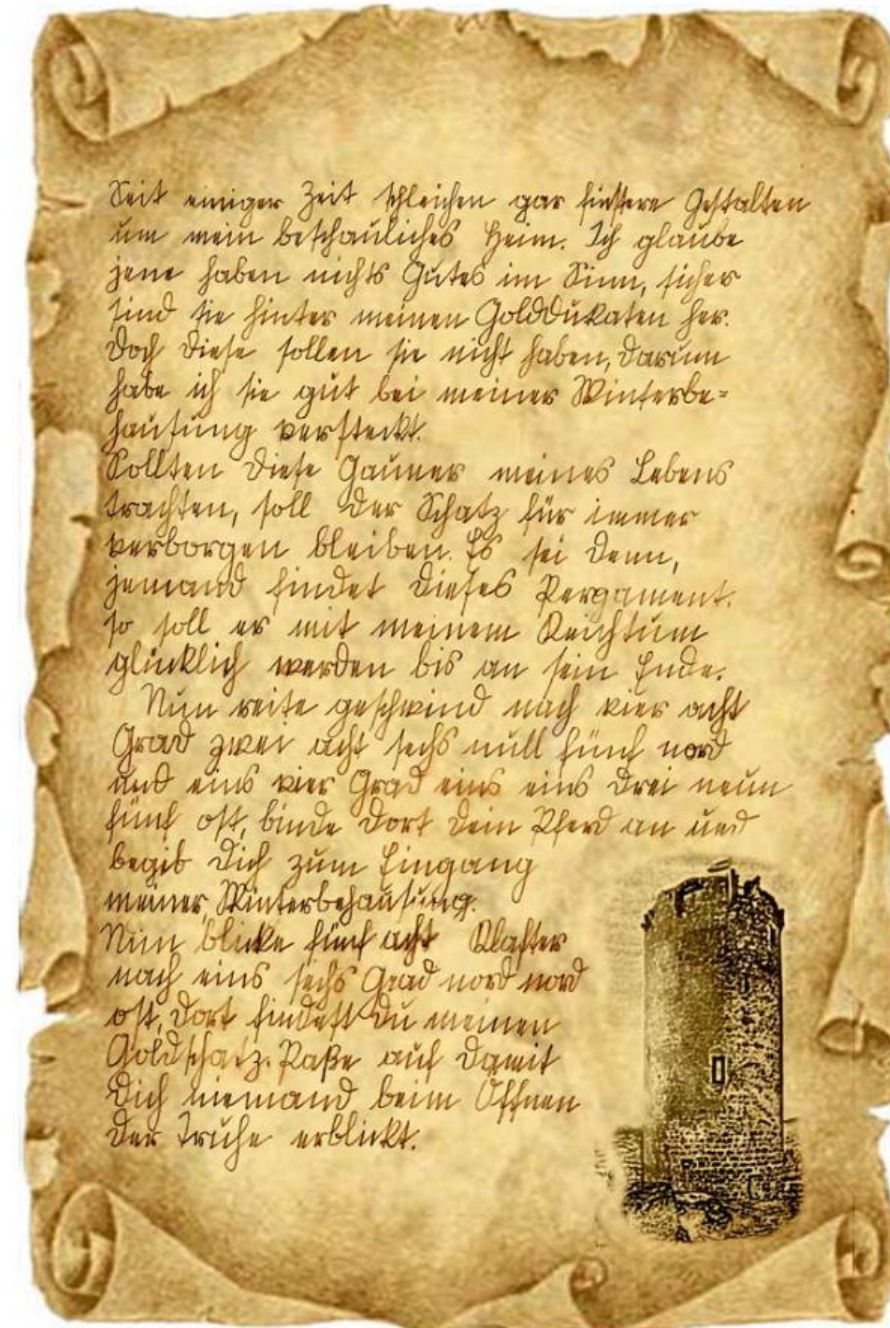 Seit einiger Zeit schleichen gar finstere Gestalten
um mein beschauliches Heim. Ich glaube
jene haben nichts Gutes im Sinn, sicher
sind sie hinter meinen Golddukaten her.
Doch diese sollen sie nicht haben, darum
habe ich sie gut bei meiner Winterbe=
hausung versteckt.
Sollten diese Gauner meines Lebens
trachten, soll der Schatz für immer
verborgen bleiben. Es sei denn,
jemand findet dieses Pergament.
so soll er mit meinem Reichtum
glücklich werden bis an sein Ende.
Nun reite geschwind nach vier acht
Grad zwei acht sechs null fünf nord
und eins vier Grad eins eins drei neun
fünf ost, binde dort dein Pferd an und
begib dich zum Eingang
meiner Winterbehausung.
Nun blicke fünf acht Klafter
nach eins sechs Grad nord nord
ost, dort findest Du meinen
Goldschatz. Paße auf damit
dich niemand beim Öffnen
der Truhe erblickt.